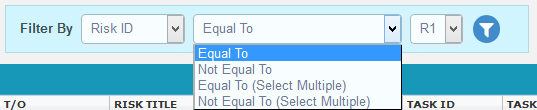 Filter By Risk ID Equal To R1
Equal To
Not Equal To
Equal To (Select Multiple)
Not Equal To (Select Multiple)
T/O RISK TITLE TASK ID TASK